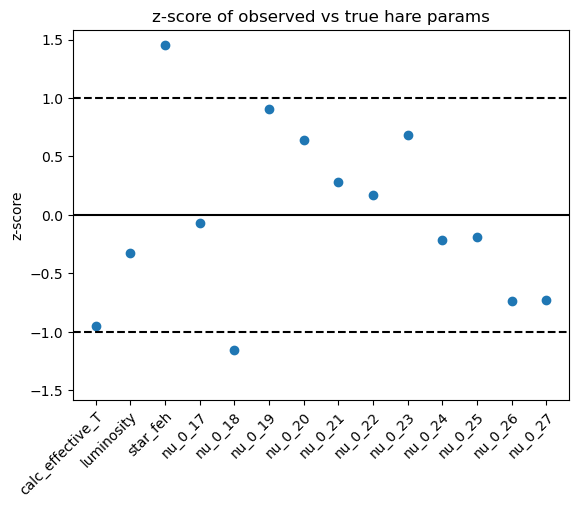 z-score of observed vs true hare params
z-score
1.5
1.0
0.5
0.0
−0.5
−1.0
−1.5
calc_effective_T
luminosity
star_feh
nu_0_17
nu_0_18
nu_0_19
nu_0_20
nu_0_21
nu_0_22
nu_0_23
nu_0_24
nu_0_25
nu_0_26
nu_0_27